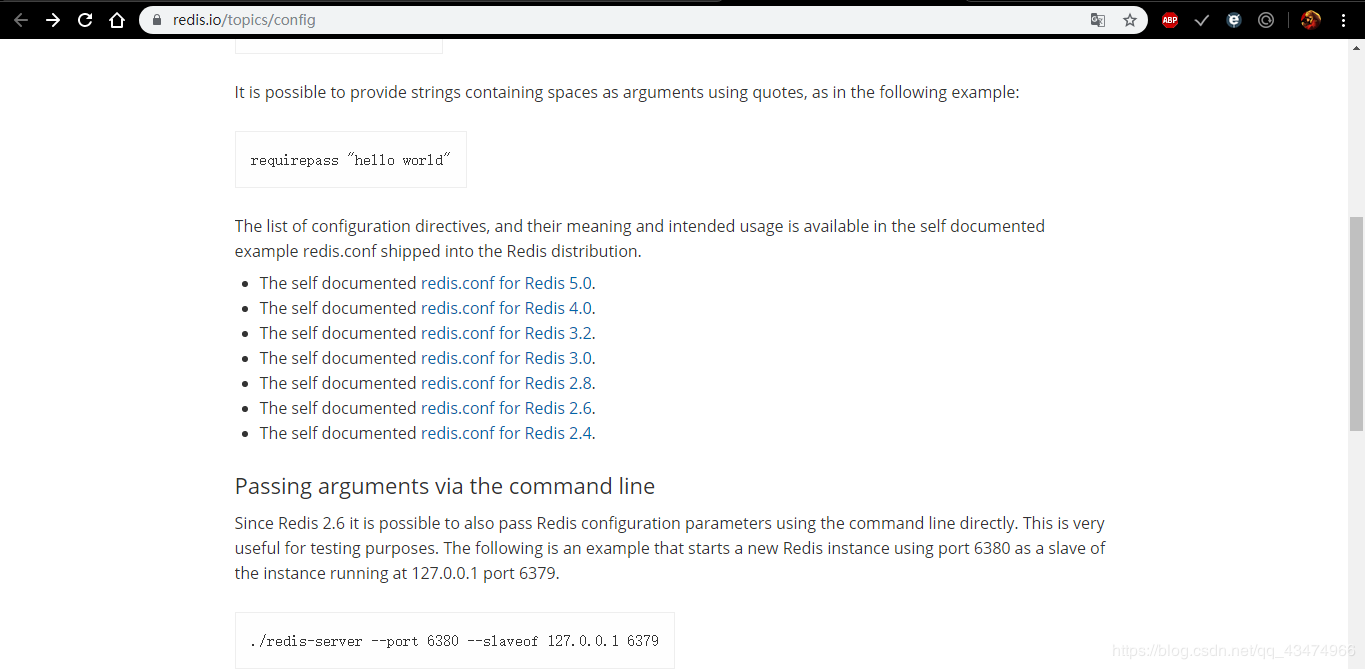 redis.io/topics/config
ABP
It is possible to provide strings containing spaces as arguments using quotes, as in the following example:
requirepass "hello world"
The list of configuration directives, and their meaning and intended usage is available in the self documented
example redis.conf shipped into the Redis distribution.
The self documented redis.conf for Redis 5.0.
The self documented redis.conf for Redis 4.0.
The self documented redis.conf for Redis 3.2.
The self documented redis.conf for Redis 3.0.
The self documented redis.conf for Redis 2.8.
The self documented redis.conf for Redis 2.6.
The self documented redis.conf for Redis 2.4.
Passing arguments via the command line
Since Redis 2.6 it is possible to also pass Redis configuration parameters using the command line directly. This is very
useful for testing purposes. The following is an example that starts a new Redis instance using port 6380 as a slave of
the instance running at 127.0.0.1 port 6379.
./redis-server --port 6380 --slaveof 127.0.0.1 6379
https://blog.csdn.net/qq_43474966